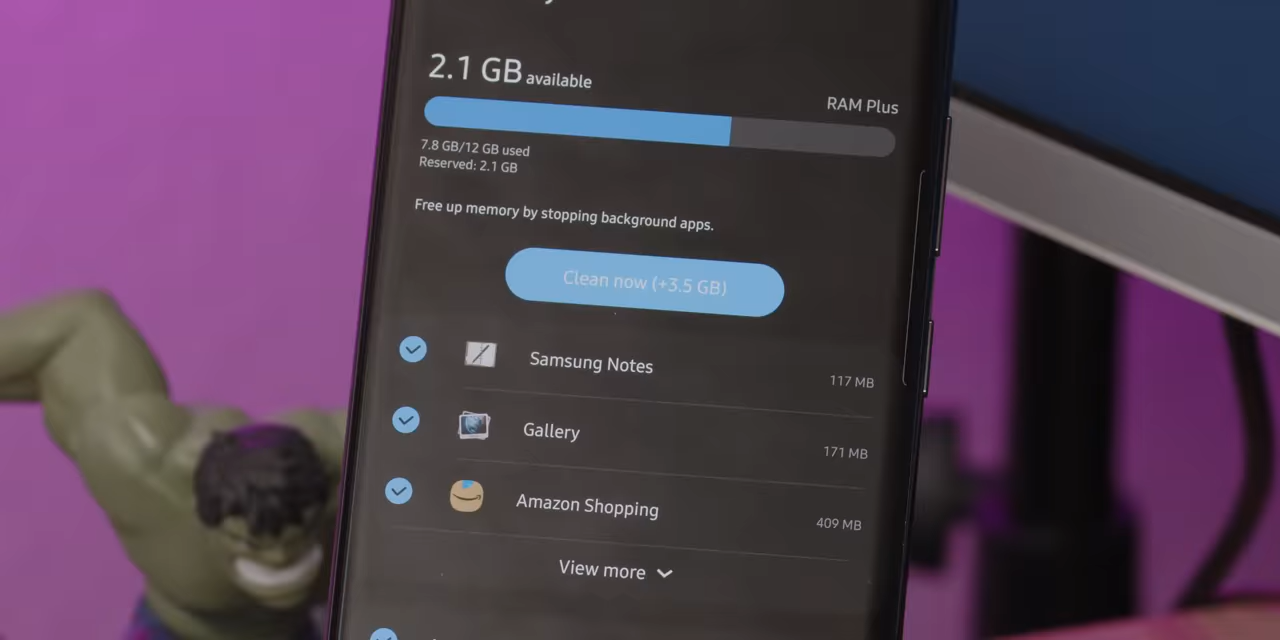 2.1 GB available
RAM Plus
7.8 GB/12 GB used
Reserved: 2.1 GB
Free up memory by stopping background apps.
Clean now (+3.5 GB)
Samsung Notes
117 MB
Gallery
171 MB
Amazon Shopping
409 MB
View more